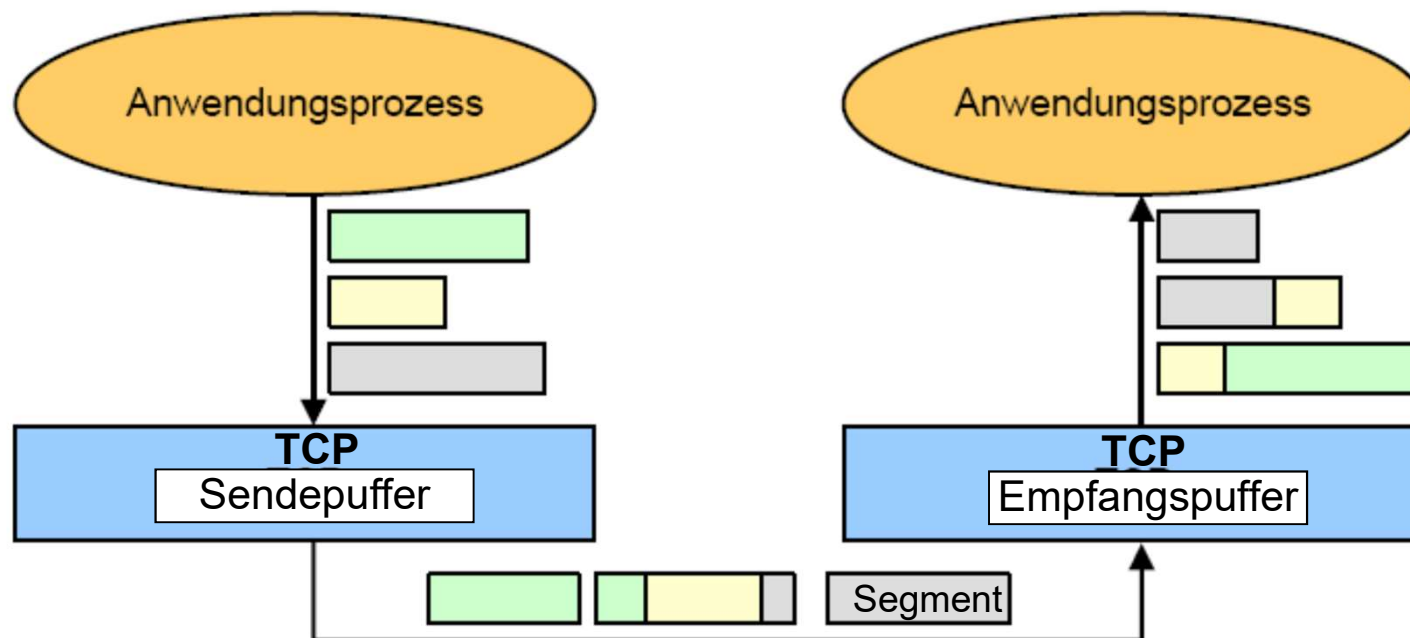 Anwendungsprozess
Anwendungsprozess
TCP
Sendepuffer
TCP
Empfangspuffer
Segment